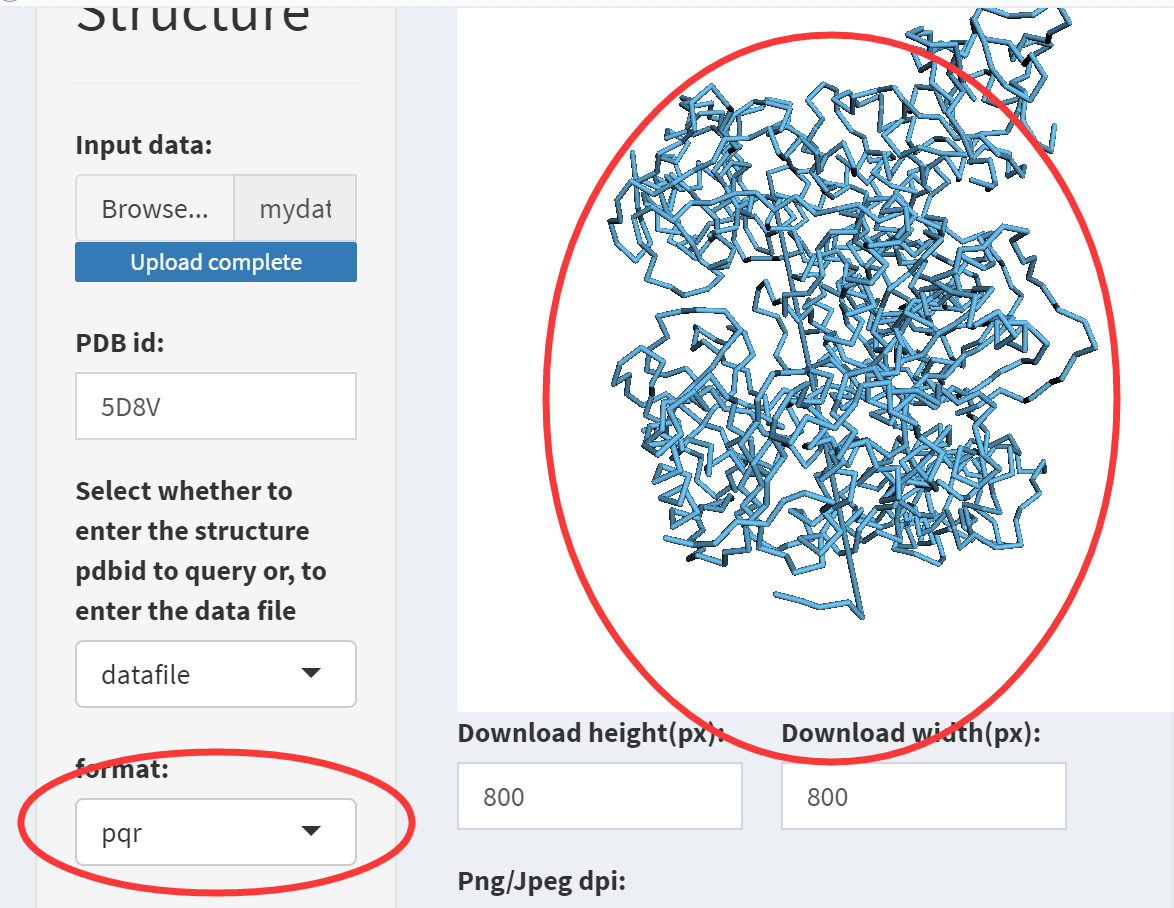 Structure
Input data:
Browse...
mydat
Upload complete
PDB id:
5D8V
Select whether to
enter the structure
pdbid to query or, to
enter the data file
datafile
format:
pqr
Download height(px):
Download width(px):
800
800
Png/Jpeg dpi: